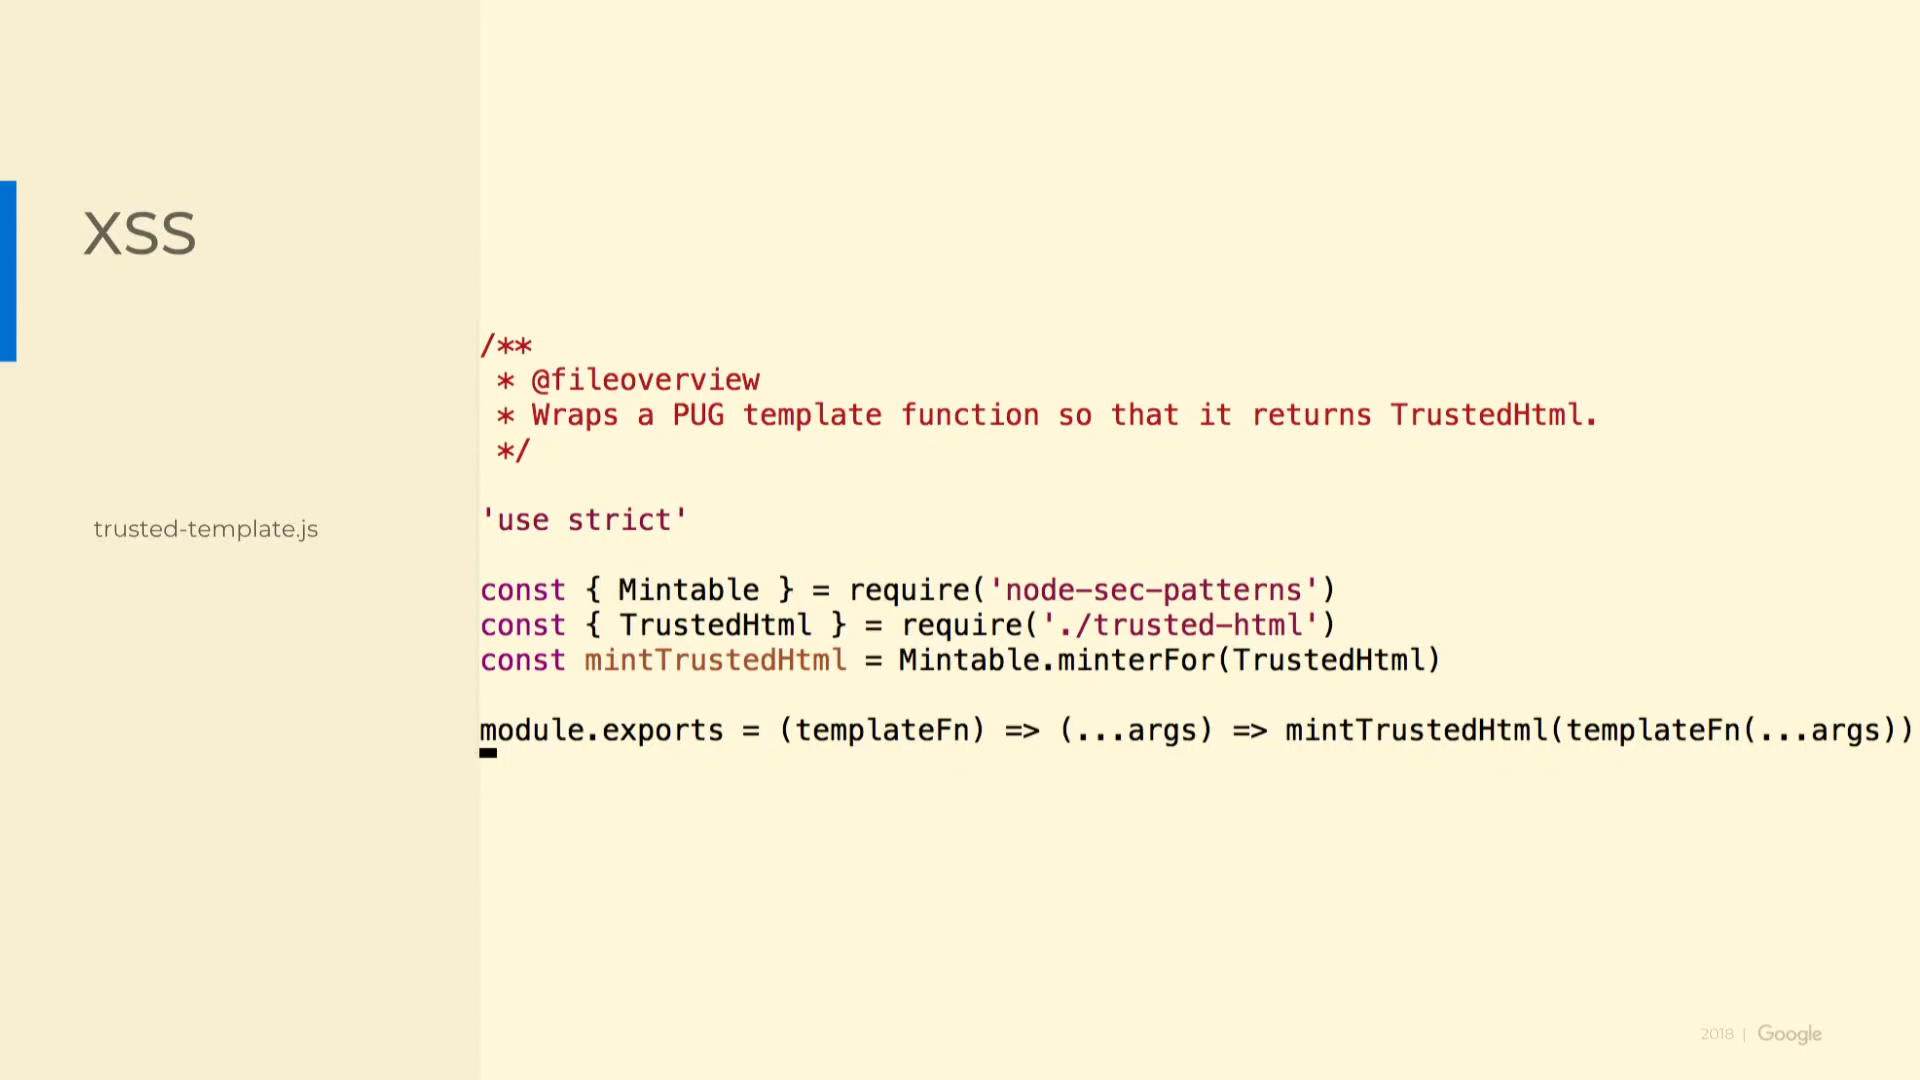 XSS
trusted-template.js
/**
 * @fileoverview
 * Wraps a PUG template function so that it returns TrustedHtml.
 */
'use strict'
const { Mintable } = require('node-sec-patterns')
const { TrustedHtml } = require('./trusted-html')
const mintTrustedHtml = Mintable.minterFor(TrustedHtml)
module.exports = (templateFn) => (...args) => mintTrustedHtml(templateFn(...args))
2018 | Google